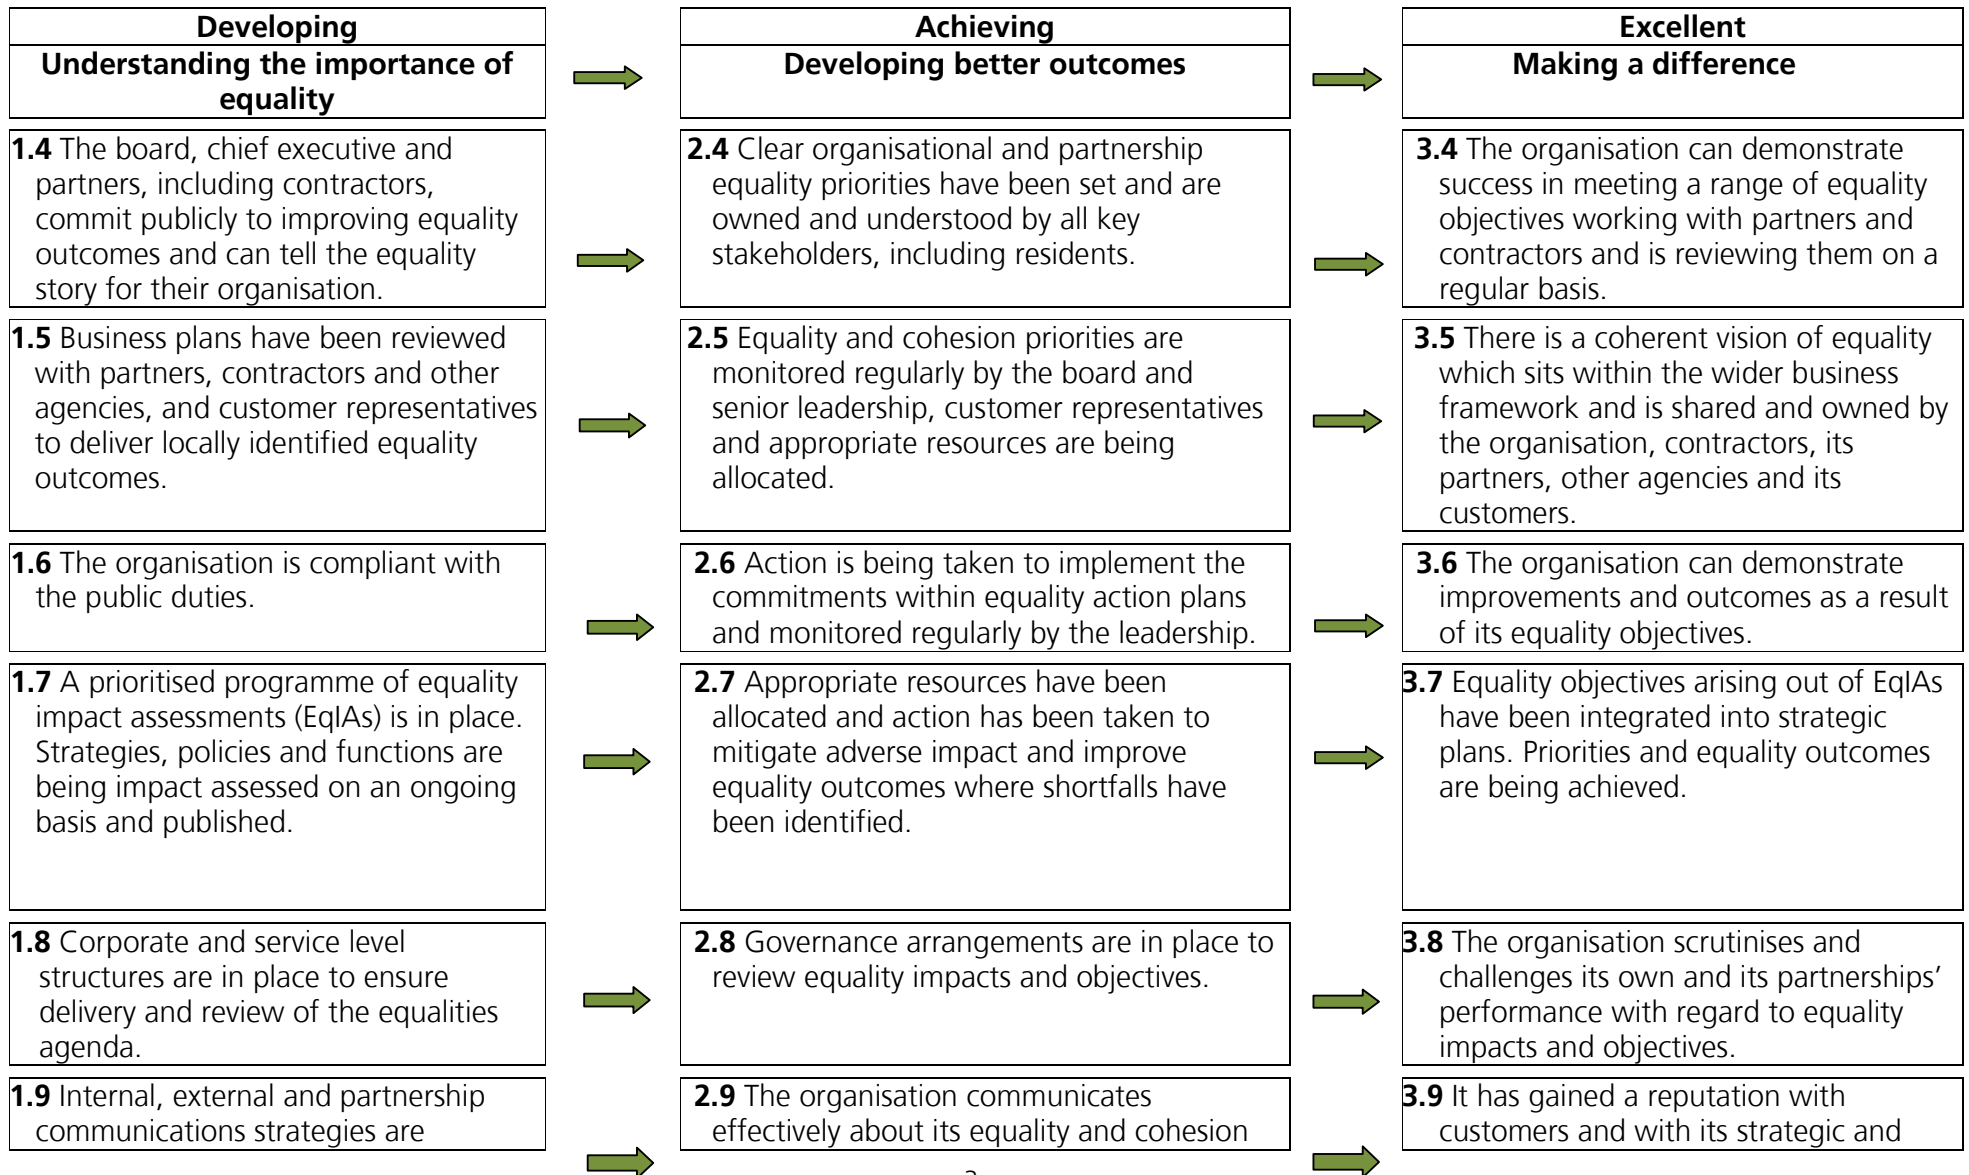 Developing
Understanding the importance of
equality
Achieving
Developing better outcomes
Excellent
Making a difference
1.4 The board, chief executive and
partners, including contractors,
commit publicly to improving equality
outcomes and can tell the equality
story for their organisation.
2.4 Clear organisational and partnership
equality priorities have been set and are
owned and understood by all key
stakeholders, including residents.
3.4 The organisation can demonstrate
success in meeting a range of equality
objectives working with partners and
contractors and is reviewing them on a
regular basis.
1.5 Business plans have been reviewed
with partners, contractors and other
agencies, and customer representatives
to deliver locally identified equality
outcomes.
2.5 Equality and cohesion priorities are
monitored regularly by the board and
senior leadership, customer representatives
and appropriate resources are being
allocated.
3.5 There is a coherent vision of equality
which sits within the wider business
framework and is shared and owned by
the organisation, contractors, its
partners, other agencies and its
customers.
1.6 The organisation is compliant with
the public duties.
2.6 Action is being taken to implement the
commitments within equality action plans
and monitored regularly by the leadership.
3.6 The organisation can demonstrate
improvements and outcomes as a result
of its equality objectives.
1.7 A prioritised programme of equality
impact assessments (EqIAs) is in place.
Strategies, policies and functions are
being impact assessed on an ongoing
basis and published.
2.7 Appropriate resources have been
allocated and action has been taken to
mitigate adverse impact and improve
equality outcomes where shortfalls have
been identified.
3.7 Equality objectives arising out of EqIAs
have been integrated into strategic
plans. Priorities and equality outcomes
are being achieved.
1.8 Corporate and service level
structures are in place to ensure
delivery and review of the equalities
agenda.
2.8 Governance arrangements are in place to
review equality impacts and objectives.
3.8 The organisation scrutinises and
challenges its own and its partnerships’
performance with regard to equality
impacts and objectives.
1.9 Internal, external and partnership
communications strategies are
2.9 The organisation communicates
effectively about its equality and cohesion
3.9 It has gained a reputation with
customers and with its strategic and